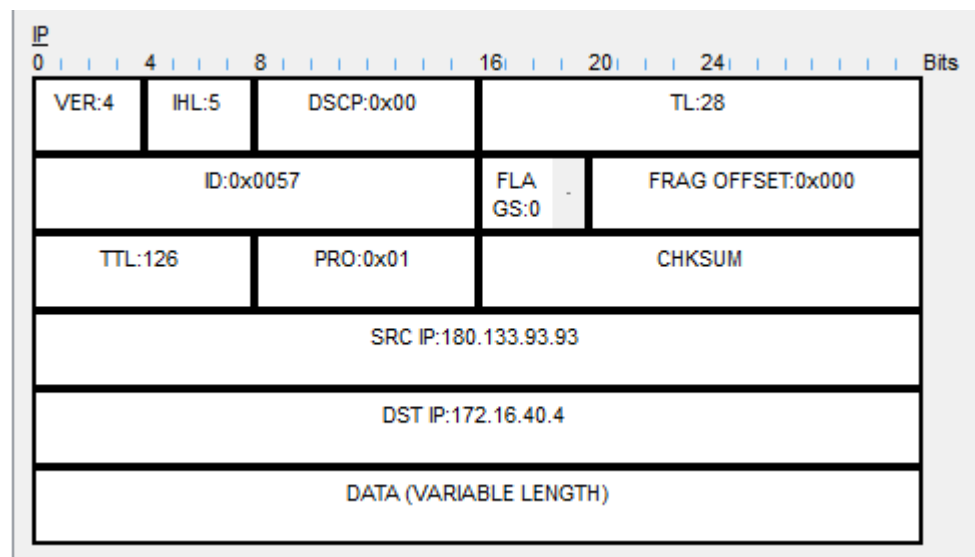 IP
0 4 8 16 20 24 Bits
VER:4 IHL:5 DSCP:0x00 TL:28
ID:0x0057 FLA
GS:0 FRAG OFFSET:0x000
TTL:126 PRO:0x01 CHKSUM
SRC IP:180.133.93.93
DST IP:172.16.40.4
DATA (VARIABLE LENGTH)